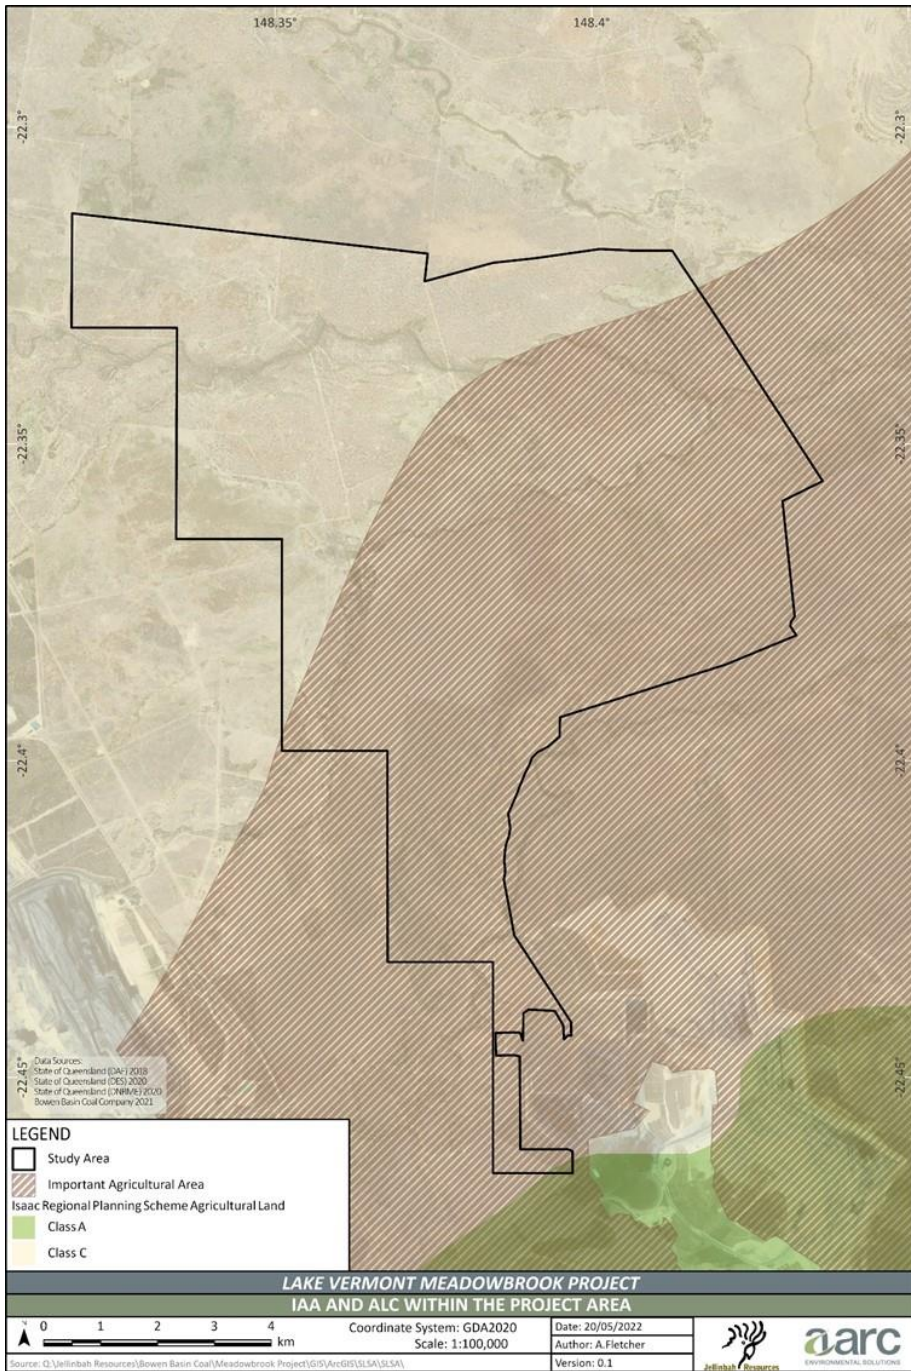 148.35° 148.4°
-22.3° -22.3°
-22.35° -22.35°
-22.4° -22.4°
-22.45° -22.45°
Data Sources:
State of Queensland (DAF) 2018
State of Queensland (DES) 2020
State of Queensland (DNRME) 2020
Bowen Basin Coal Company 2021
LEGEND
Study Area
Important Agricultural Area
Isaac Regional Planning Scheme Agricultural Land
Class A
Class C
LAKE VERMONT MEADOWBROOK PROJECT
IAA AND ALC WITHIN THE PROJECT AREA
N 0 1 2 3 4 km
Coordinate System: GDA2020
Scale: 1:100,000
Date: 20/05/2022
Author: A.Fletcher
Version: 0.1
Jellinbah Resources
aarc
ENVIRONMENTAL SOLUTIONS
Source: Q:\Jellinbah Resources\Bowen Basin Coal\Meadowbrook Project\GIS\ArcGIS\SLSA\SLSA\